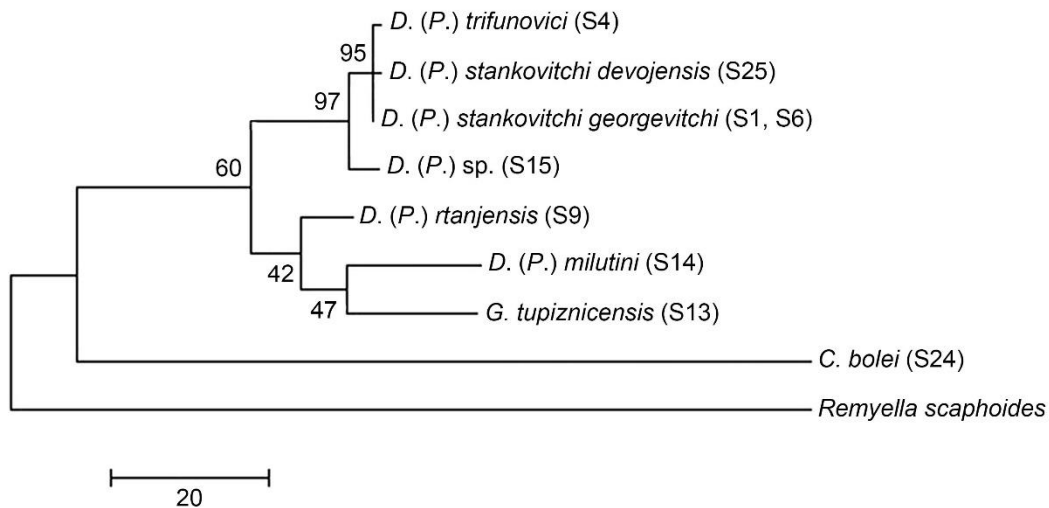 D. (P.) trifunovici (S4)
95
D. (P.) stankovitchi devojensis (S25)
97
D. (P.) stankovitchi georgevitchi (S1, S6)
60
D. (P.) sp. (S15)
D. (P.) rtanjensis (S9)
42
D. (P.) milutini (S14)
47
G. tupiznicensis (S13)
C. bolei (S24)
Remyella scaphoides
20